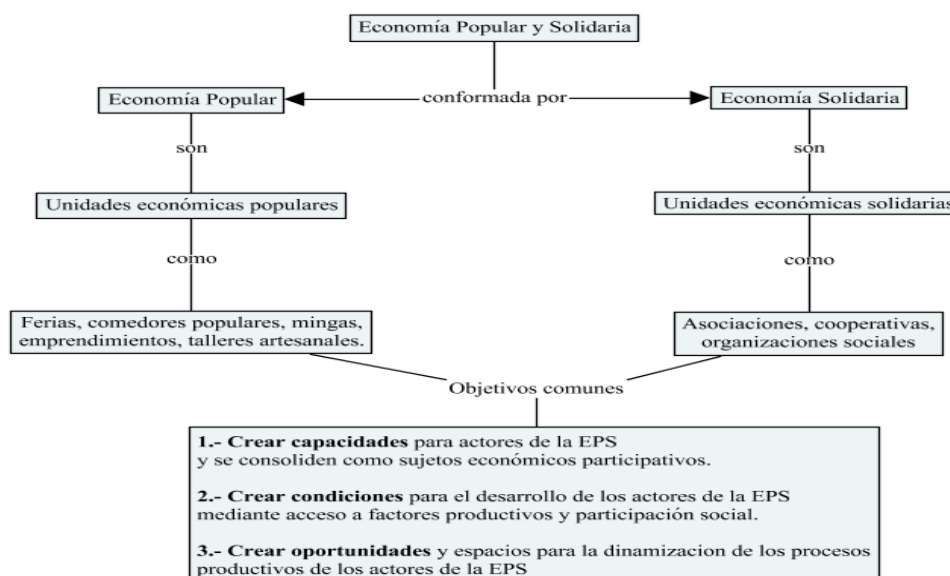 Economía Popular y Solidaria
conformada por
Economía Popular
Economía Solidaria
son
son
Unidades económicas populares
Unidades económicas solidarias
como
como
Ferias, comedores populares, mingas,
emprendimientos, talleres artesanales.
Asociaciones, cooperativas,
organizaciones sociales
Objetivos comunes
1.- Crear capacidades para actores de la EPS
y se consoliden como sujetos económicos participativos.
2.- Crear condiciones para el desarrollo de los actores de la EPS
mediante acceso a factores productivos y participación social.
3.- Crear oportunidades y espacios para la dinamizacion de los procesos
productivos de los actores de la EPS